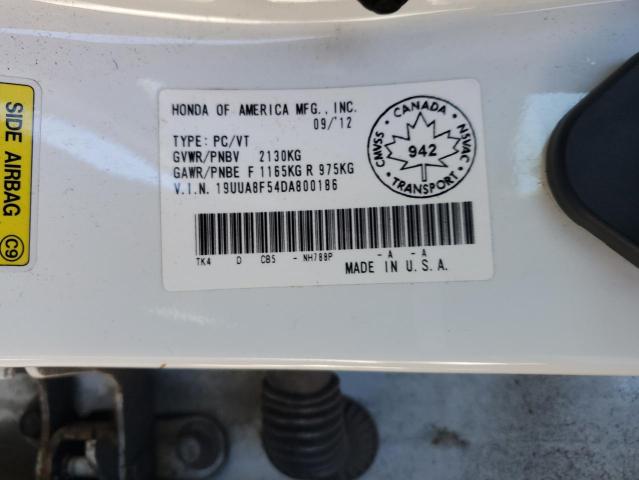 SIDE AIRBAG
C9
HONDA OF AMERICA MFG., INC.
09/'12
TYPE: PC/VT
GVWR/PNBV 2130KG
GAWR/PNBE F 1165KG R 975KG
V.I.N. 19UUA8F54DA800186
CANADA
CMVSS
942
NSVAC
TRANSPORT
TK4 D CB5 - NH788P - A - A
MADE IN U.S.A.